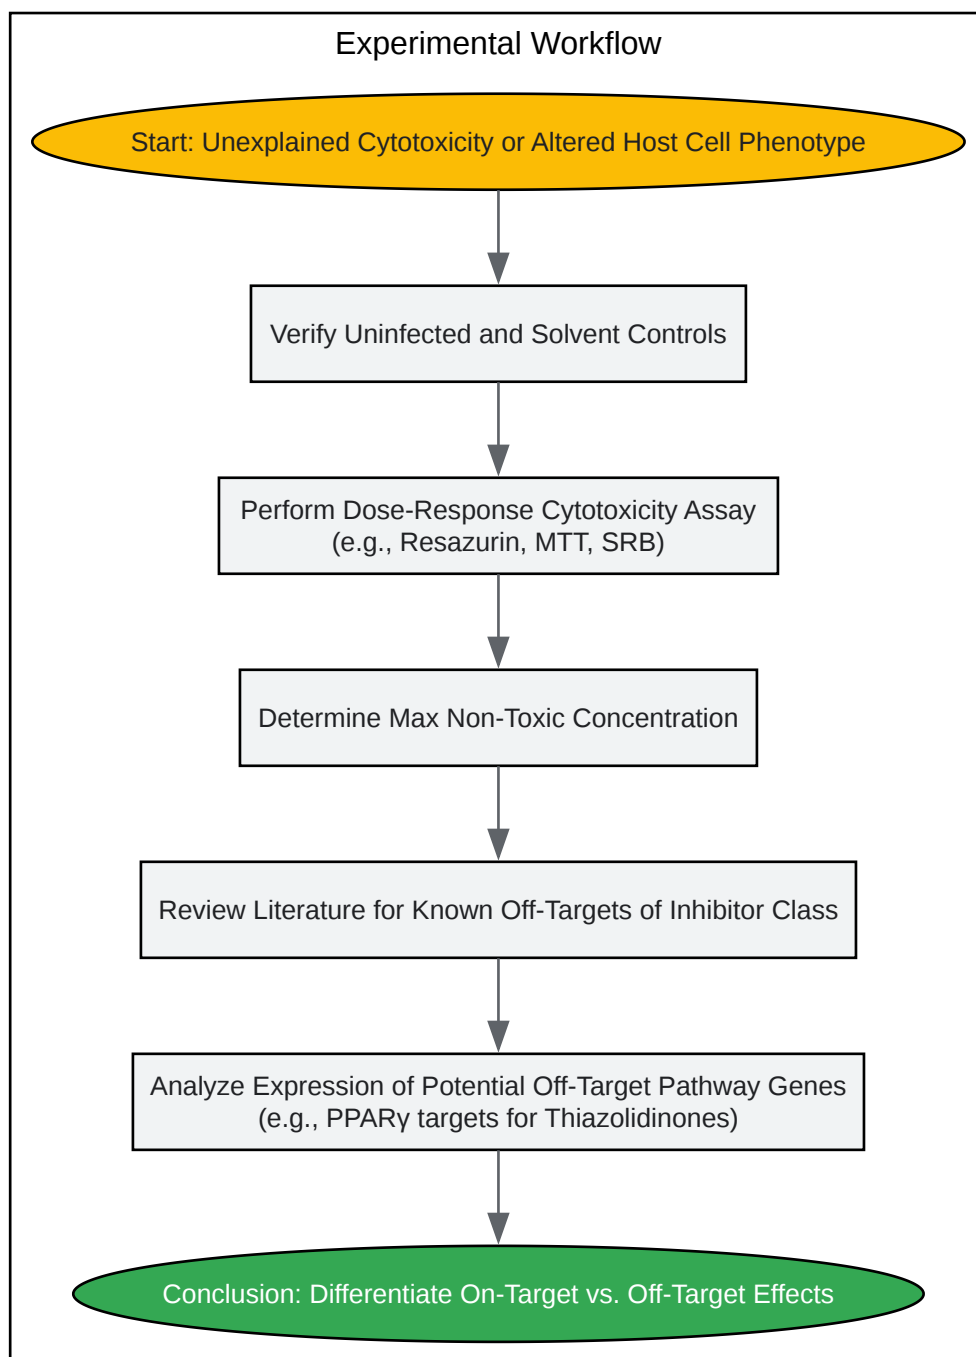 Experimental Workflow
Start: Unexplained Cytotoxicity or Altered Host Cell Phenotype
Verify Uninfected and Solvent Controls
Perform Dose-Response Cytotoxicity Assay
(e.g., Resazurin, MTT, SRB)
Determine Max Non-Toxic Concentration
Review Literature for Known Off-Targets of Inhibitor Class
Analyze Expression of Potential Off-Target Pathway Genes
(e.g., PPARγ targets for Thiazolidinones)
Conclusion: Differentiate On-Target vs. Off-Target Effects